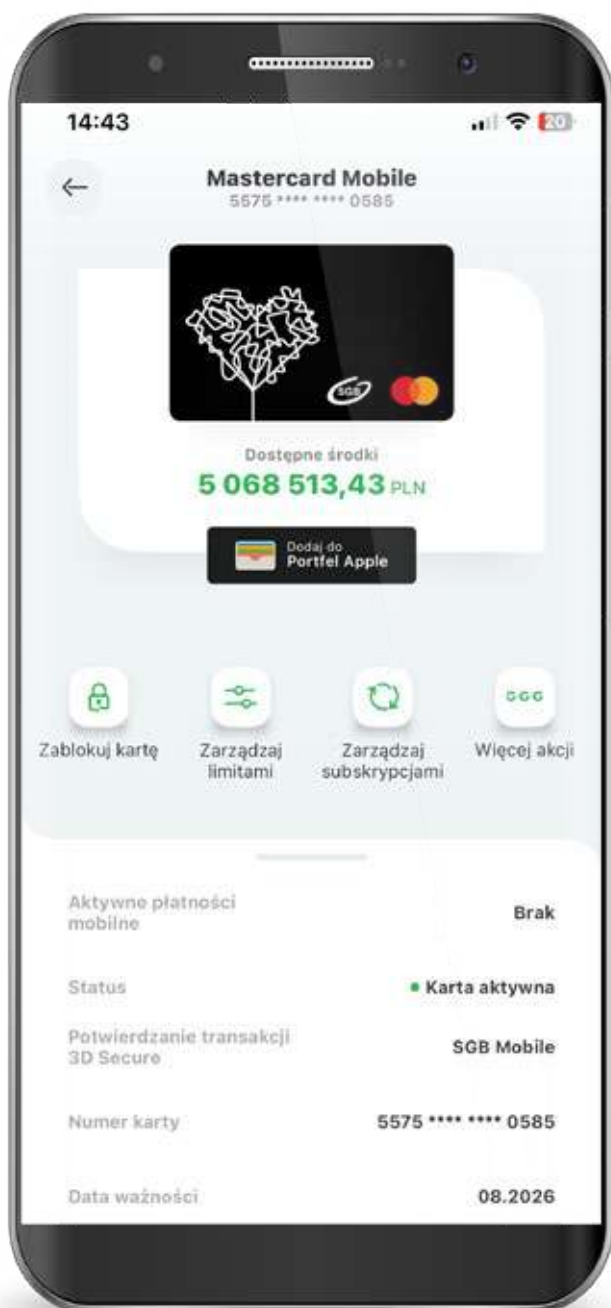 14:43
20
Mastercard Mobile
5575 **** **** 0585
SGB
Dostępne środki
5 068 513,43 PLN
Dodaj do
Portfel Apple
Zablokuj kartę
Zarządzaj
limitami
Zarządzaj
subskrypcjami
Więcej akcji
Aktywne płatności
mobilne
Brak
Status
Karta aktywna
Potwierdzanie transakcji
3D Secure
SGB Mobile
Numer karty
5575 **** **** 0585
Data ważności
08.2026